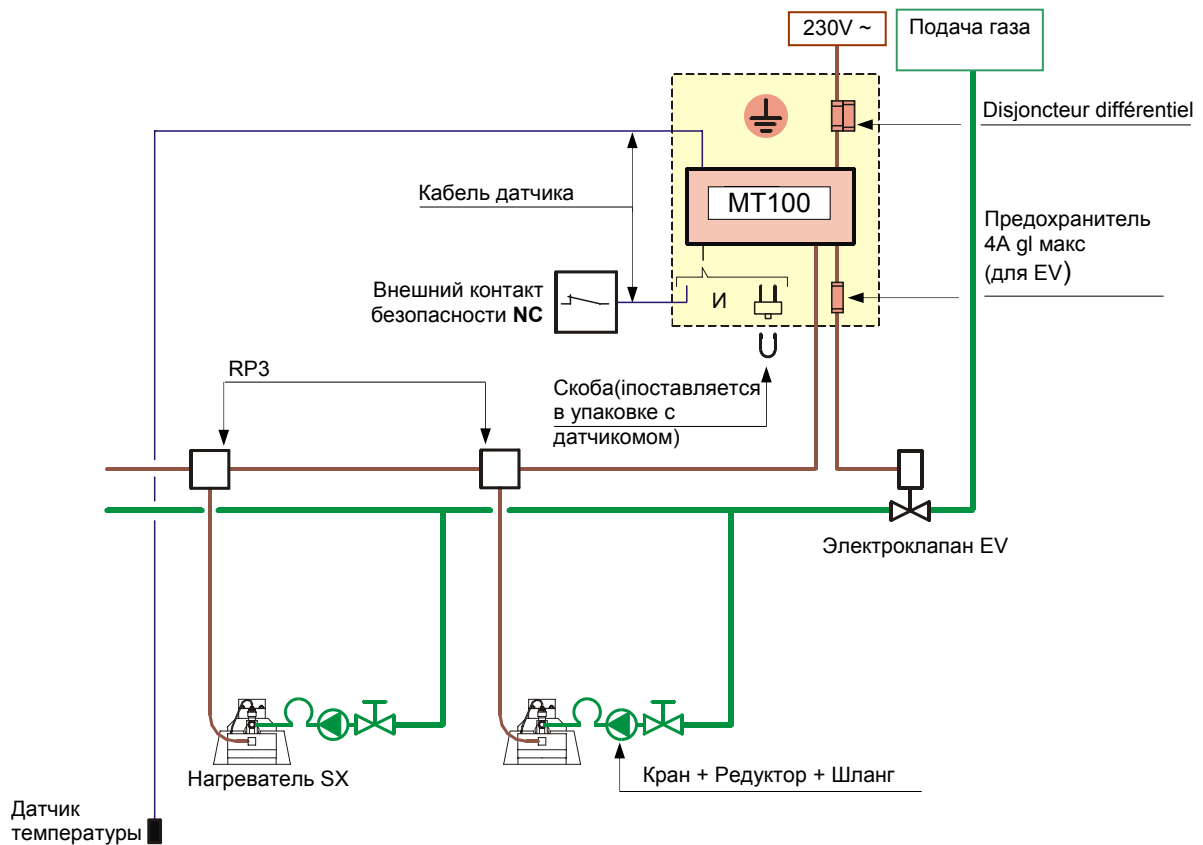 230V ~
Подача газа
Disjoncteur différentiel
Кабель датчика
MT100
Предохранитель
4A gl макс
(для EV)
Внешний контакт
безопасности NC
И
RP3
Скоба(iпоставляется
в упаковке с
датчикомом)
Электроклапан EV
Нагреватель SX
Кран + Редуктор + Шланг
Датчик
температуры